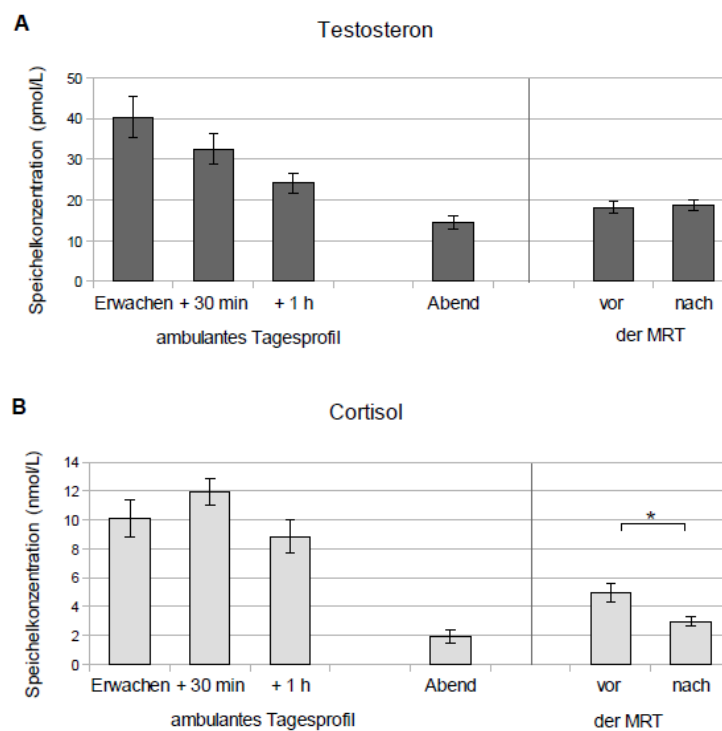 A
Testosteron
Speichelkonzentration (pmol/L)
50
40
30
20
10
0
Erwachen + 30 min + 1 h Abend vor nach
ambulantes Tagesprofil der MRT
B
Cortisol
Speichelkonzentration (nmol/L)
14
12
10
8
6
4
2
0
*
Erwachen + 30 min + 1 h Abend vor nach
ambulantes Tagesprofil der MRT